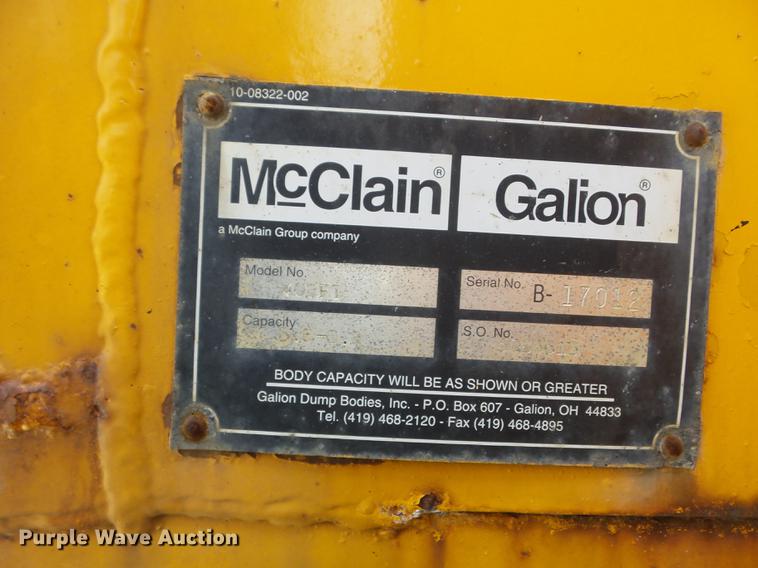 10-08322-002
McClain® Galion®
a McClain Group company
Model No.
Serial No. B-17012
Capacity
S.O. No.
BODY CAPACITY WILL BE AS SHOWN OR GREATER
Galion Dump Bodies, Inc. - P.O. Box 607 - Galion, OH 44833
Tel. (419) 468-2120 - Fax (419) 468-4895
Purple Wave Auction